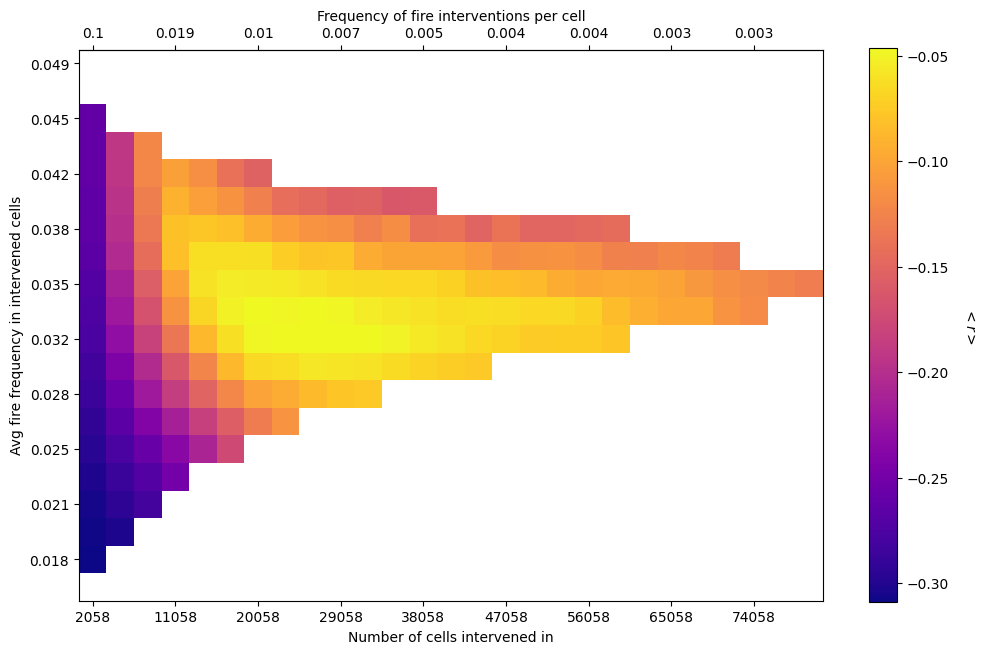 Frequency of fire interventions per cell
0.1 0.019 0.01 0.007 0.005 0.004 0.004 0.003 0.003
Avg fire frequency in intervened cells
0.049
0.045
0.042
0.038
0.035
0.032
0.028
0.025
0.021
0.018
2058 11058 20058 29058 38058 47058 56058 65058 74058
Number of cells intervened in
−0.05
−0.10
−0.15
−0.20
−0.25
−0.30
< r >